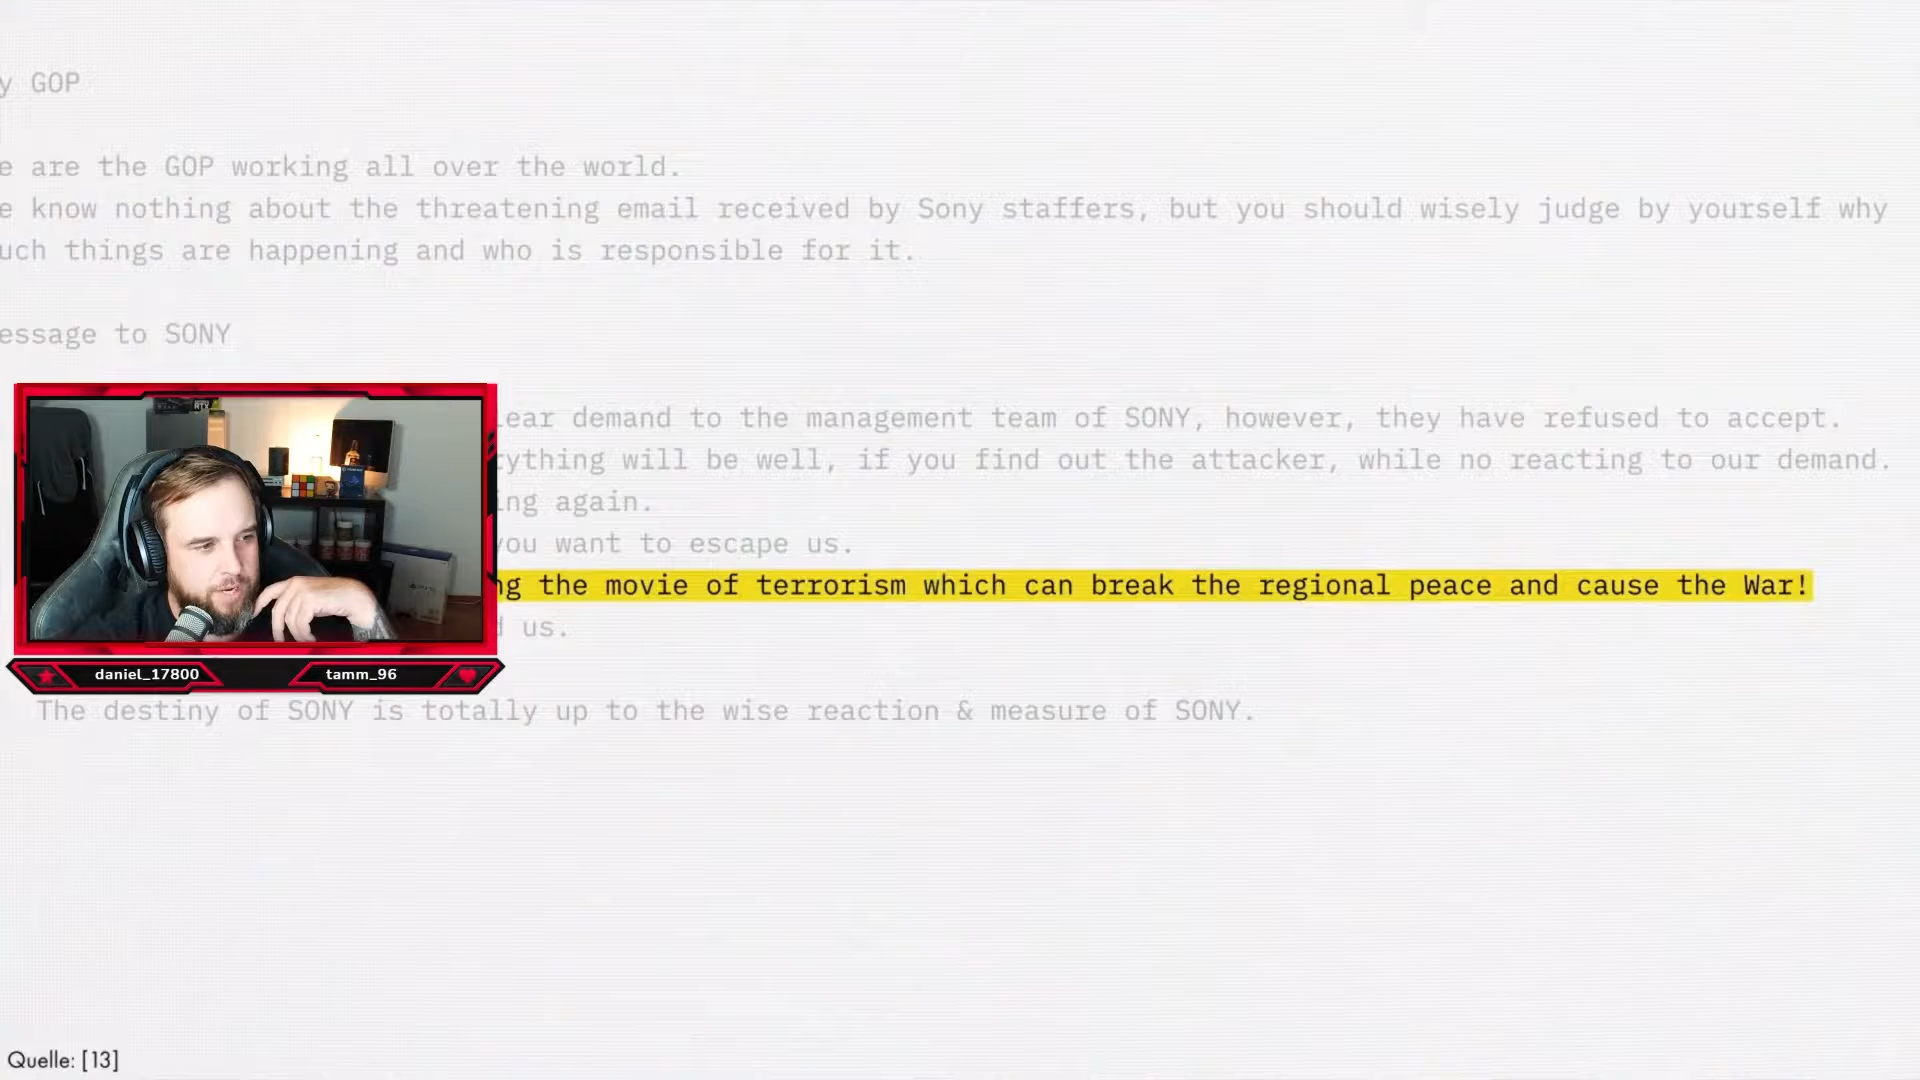 y GOP
e are the GOP working all over the world.
e know nothing about the threatening email received by Sony staffers, but you should wisely judge by yourself why
uch things are happening and who is responsible for it.
essage to SONY
lear demand to the management team of SONY, however, they have refused to accept.
rything will be well, if you find out the attacker, while no reacting to our demand.
ing again.
you want to escape us.
ng the movie of terrorism which can break the regional peace and cause the War!
d us.
daniel_17800
tamm_96
The destiny of SONY is totally up to the wise reaction & measure of SONY.
Quelle: [13]